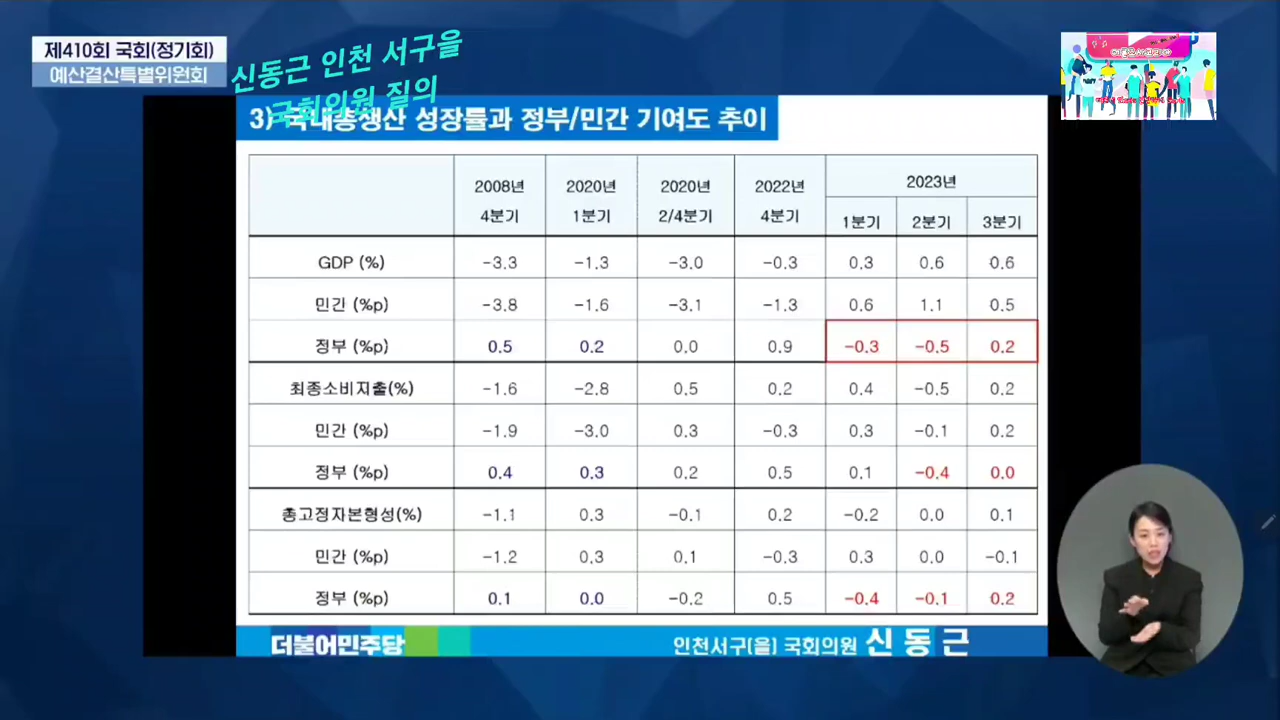 제410회 국회(정기회)
예산결산특별위원회
신동근 인천 서구을
국회의원 질의
3) 국내총생산 성장률과 정부/민간 기여도 추이
2008년 4분기 2020년 1분기 2020년 2/4분기 2022년 4분기 2023년 1분기 2분기 3분기
GDP (%) -3.3 -1.3 -3.0 -0.3 0.3 0.6 0.6
민간 (%p) -3.8 -1.6 -3.1 -1.3 0.6 1.1 0.5
정부 (%p) 0.5 0.2 0.0 0.9 -0.3 -0.5 0.2
최종소비지출(%) -1.6 -2.8 0.5 0.2 0.4 -0.5 0.2
민간 (%p) -1.9 -3.0 0.3 -0.3 0.3 -0.1 0.2
정부 (%p) 0.4 0.3 0.2 0.5 0.1 -0.4 0.0
총고정자본형성(%) -1.1 0.3 -0.1 0.2 -0.2 0.0 0.1
민간 (%p) -1.2 0.3 0.1 -0.3 0.3 0.0 -0.1
정부 (%p) 0.1 0.0 -0.2 0.5 -0.4 -0.1 0.2
더불어민주당 인천서구(을) 국회의원 신동근